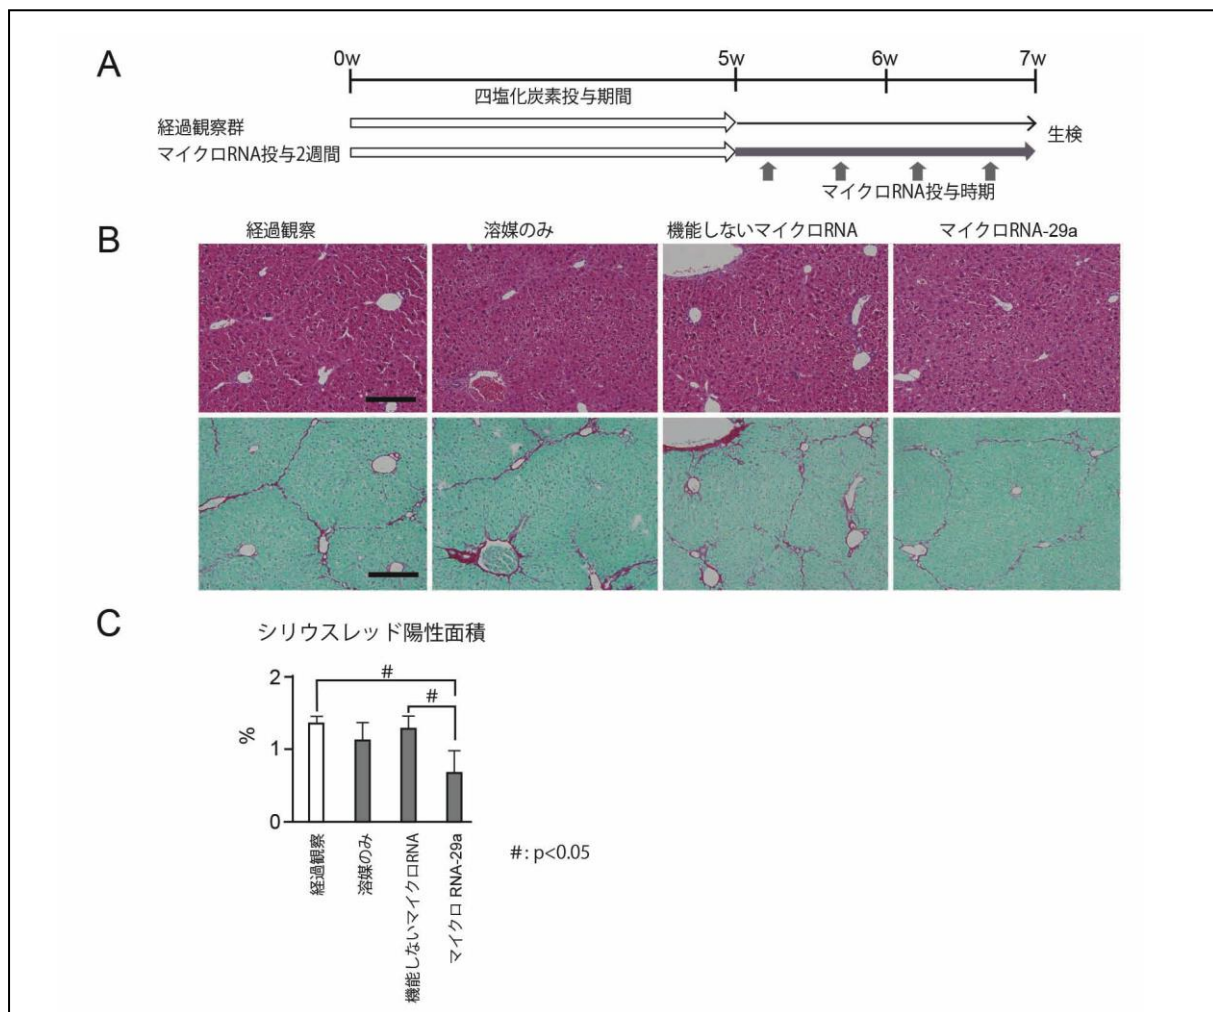 A
0w 5w 6w 7w
四塩化炭素投与期間
経過観察群
生検
マイクロRNA投与2週間
マイクロRNA投与時期
B
経過観察 溶媒のみ 機能しないマイクロRNA マイクロRNA-29a
C
シリウスレッド陽性面積
2
#
#
%
1
0
経過観察
溶媒のみ
機能しないマイクロRNA
マイクロ RNA-29a
#: p<0.05